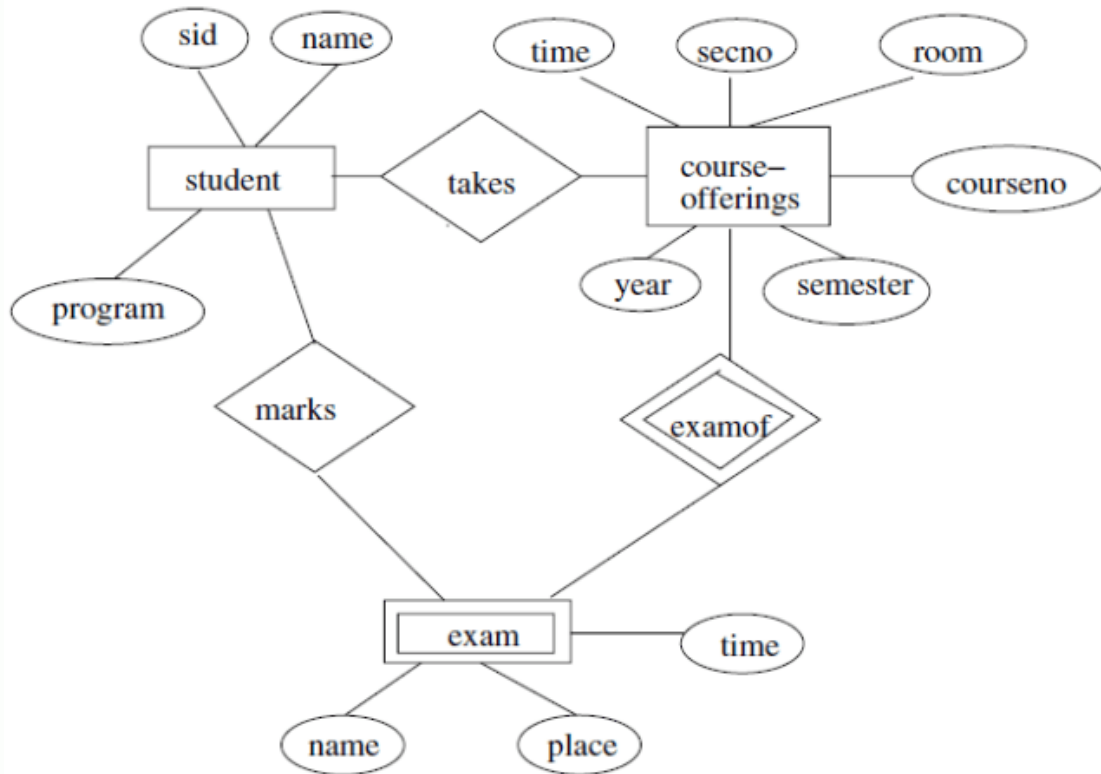 sid
name
time
secno
room
student
takes
course–
offerings
courseno
program
year
semester
marks
examof
exam
time
name
place